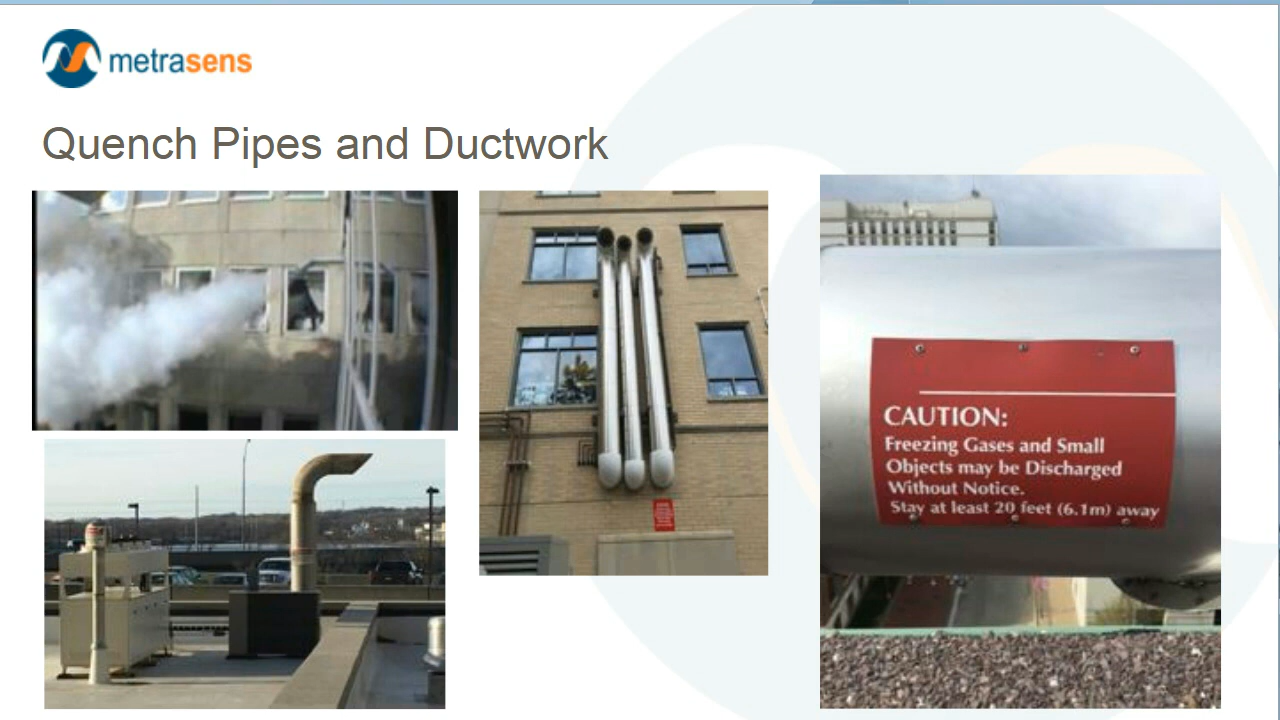 metrasens
Quench Pipes and Ductwork
CAUTION:
Freezing Gases and Small
Objects may be Discharged
Without Notice.
Stay at least 20 feet (6.1m) away